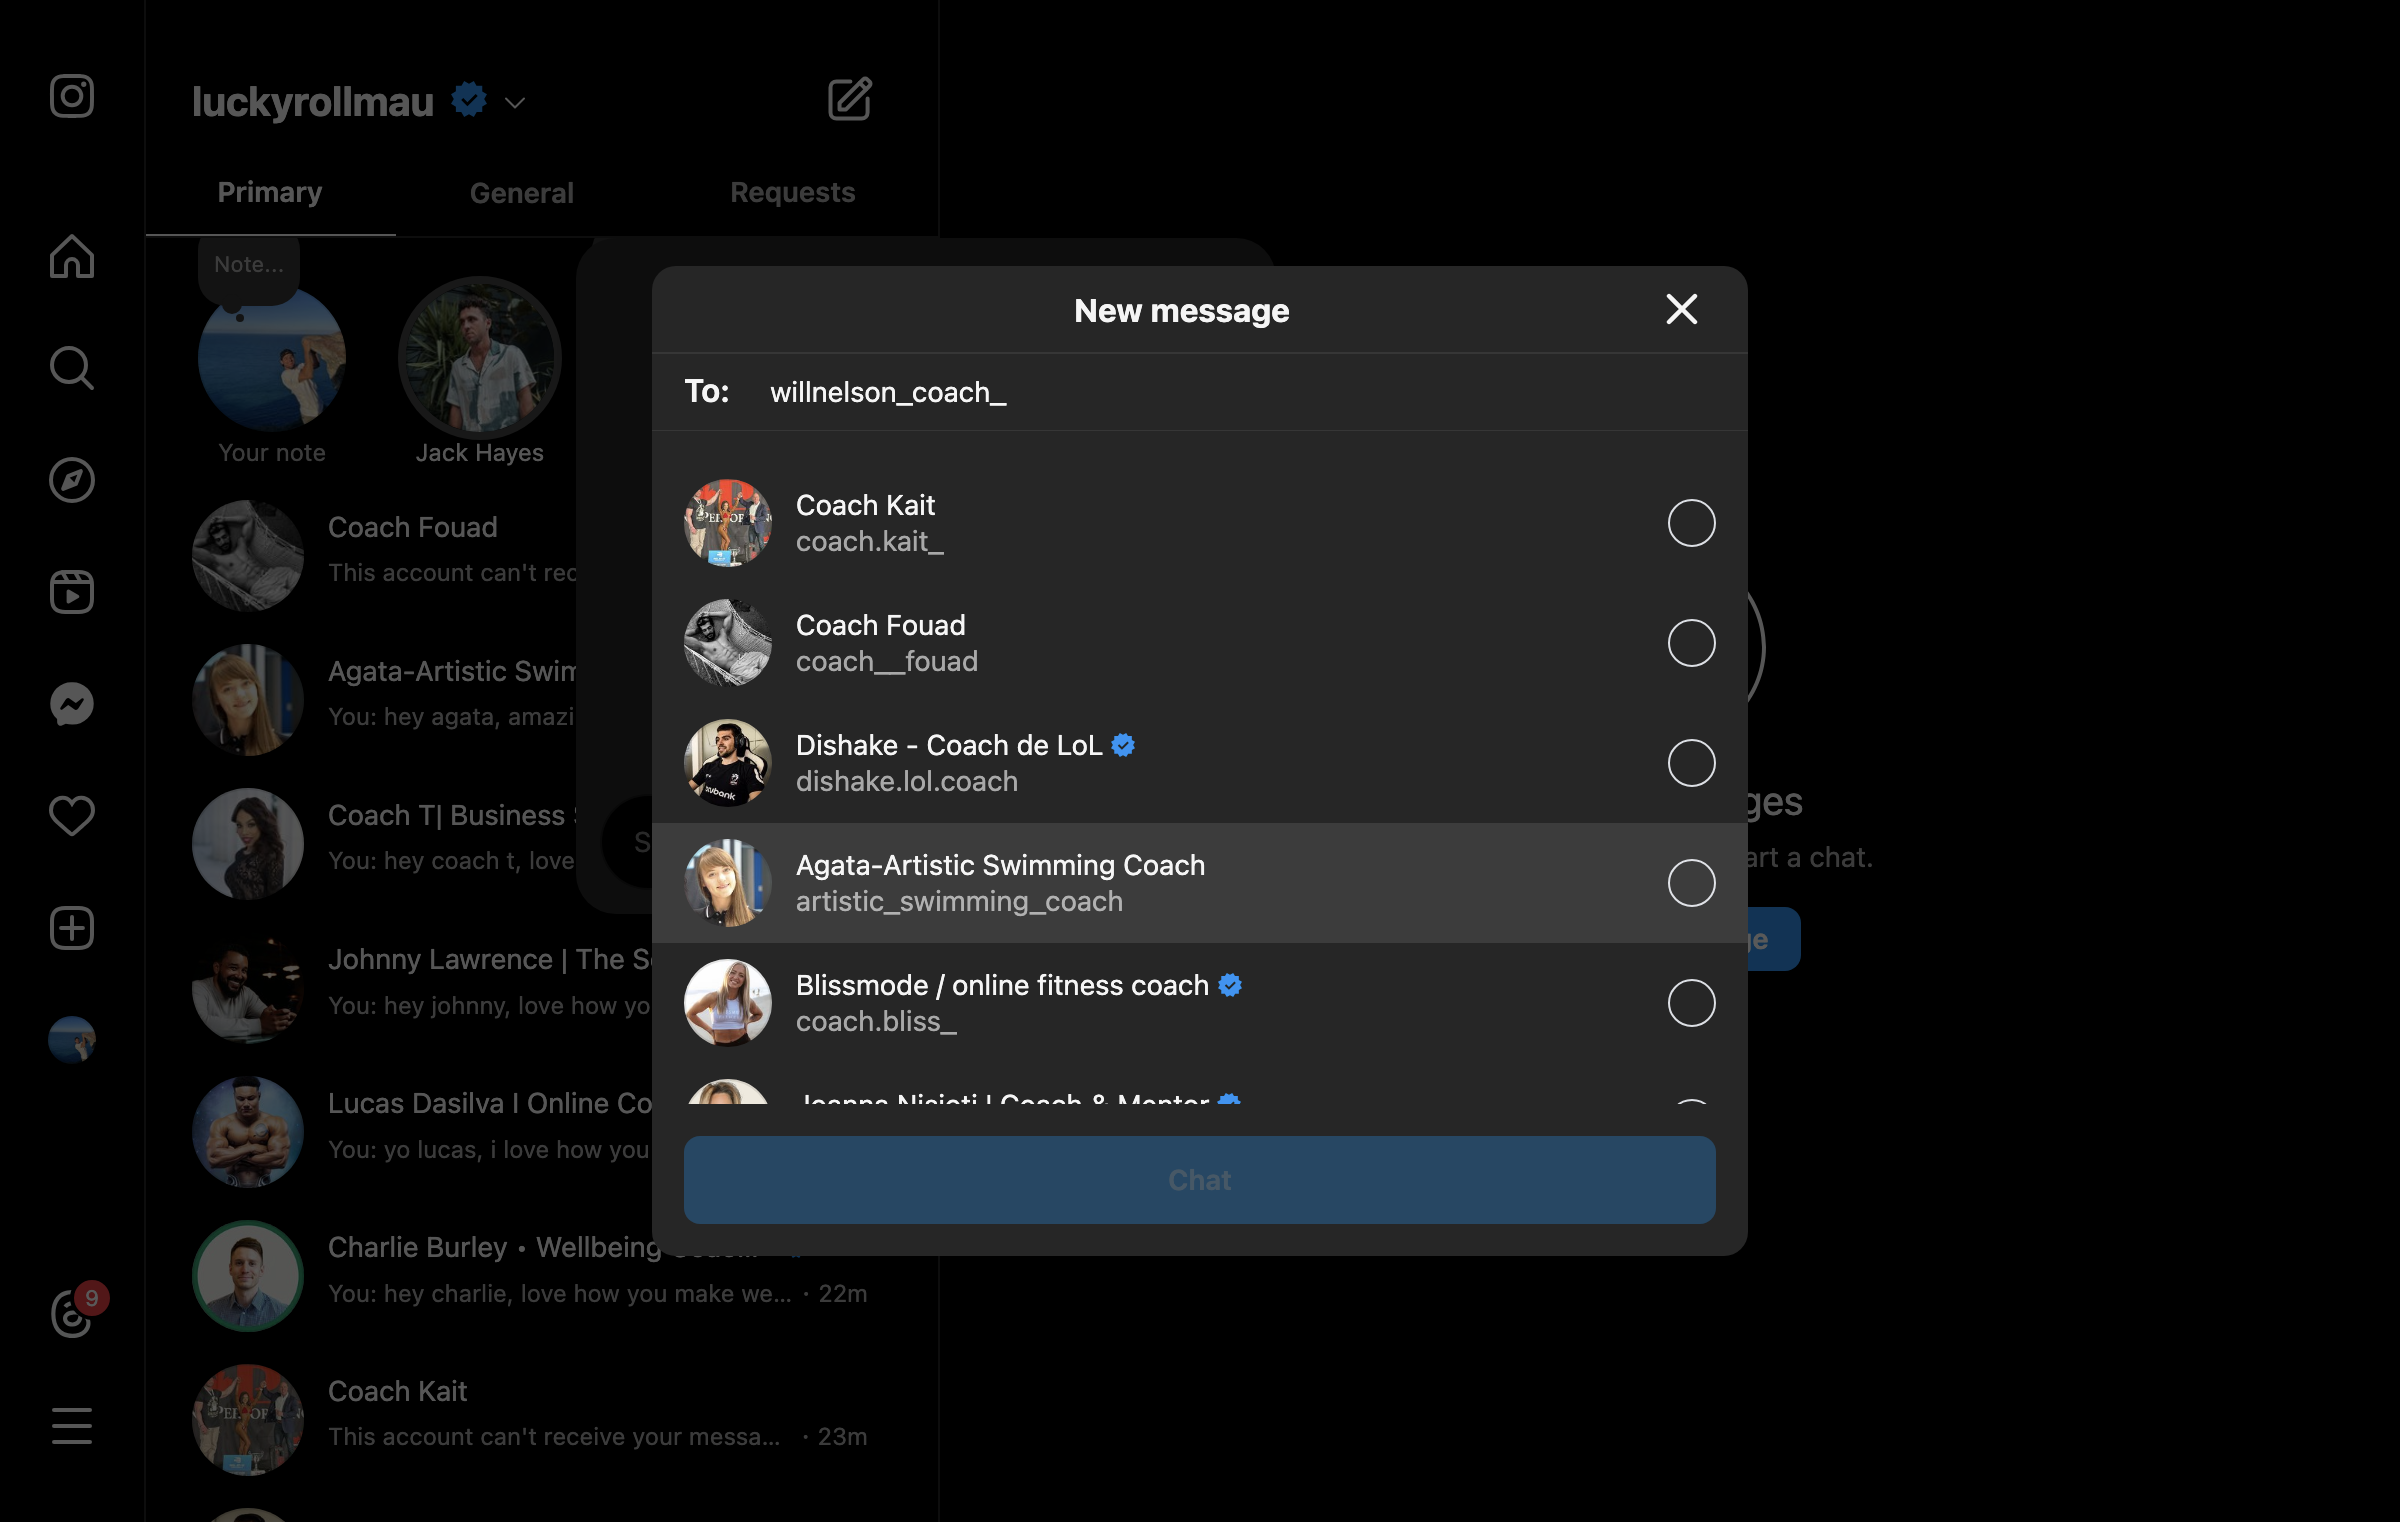 luckyrollmau
Primary
General
Requests
Note...
Your note
Jack Hayes
Coach Fouad
This account can't rec
Agata-Artistic Swim
You: hey agata, amazi
Coach T| Business
You: hey coach t, love
Johnny Lawrence | The S
You: hey johnny, love how yo
Lucas Dasilva I Online Co
You: yo lucas, i love how you
Charlie Burley • Wellbeing
You: hey charlie, love how you make we... · 22m
Coach Kait
This account can't receive your messa... · 23m
9
New message
To: willnelson_coach_
Coach Kait
coach.kait_
Coach Fouad
coach__fouad
Dishake - Coach de LoL
dishake.lol.coach
Agata-Artistic Swimming Coach
artistic_swimming_coach
Blissmode / online fitness coach
coach.bliss_
Chat
ges
art a chat.